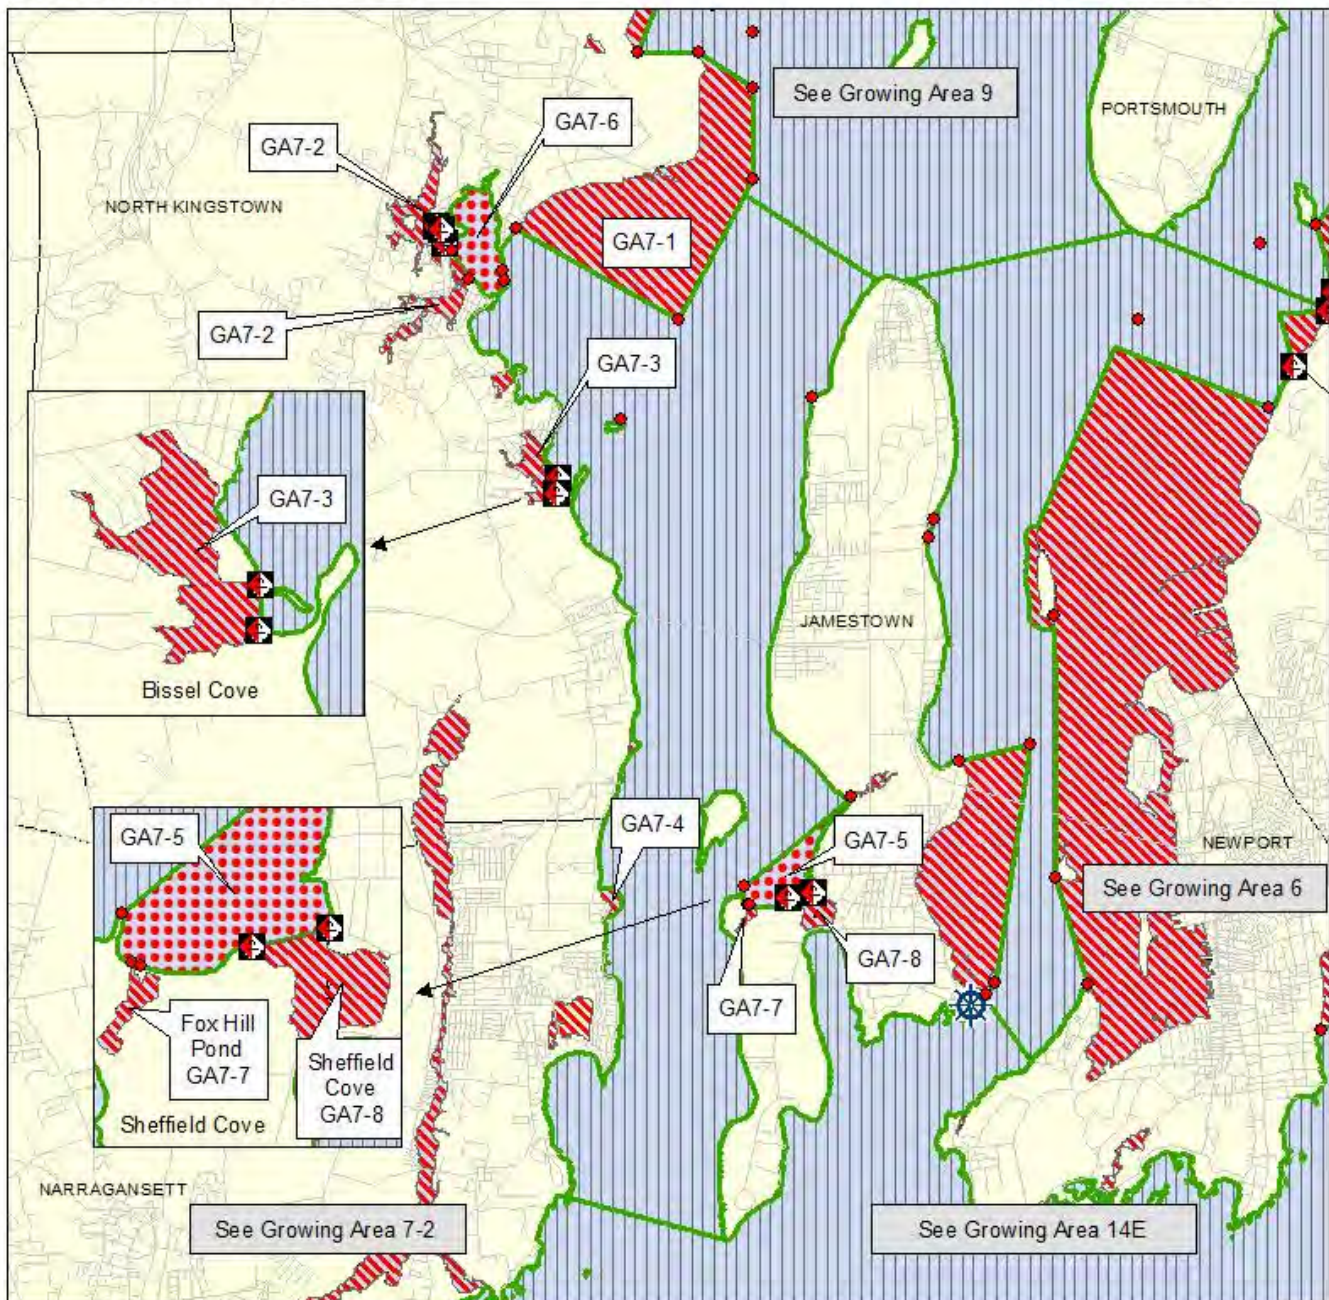 See Growing Area 9
PORTSMOUTH
GA7-6
GA7-2
NORTH KINGSTOWN
GA7-1
GA7-2
GA7-3
GA7-3
Bissel Cove
JAMESTOWN
GA7-4
GA7-5
GA7-5
NEWPORT
See Growing Area 6
GA7-8
GA7-7
Fox Hill
Pond
GA7-7
Sheffield
Cove
GA7-8
Sheffield Cove
NARRAGANSETT
See Growing Area 7-2
See Growing Area 14E